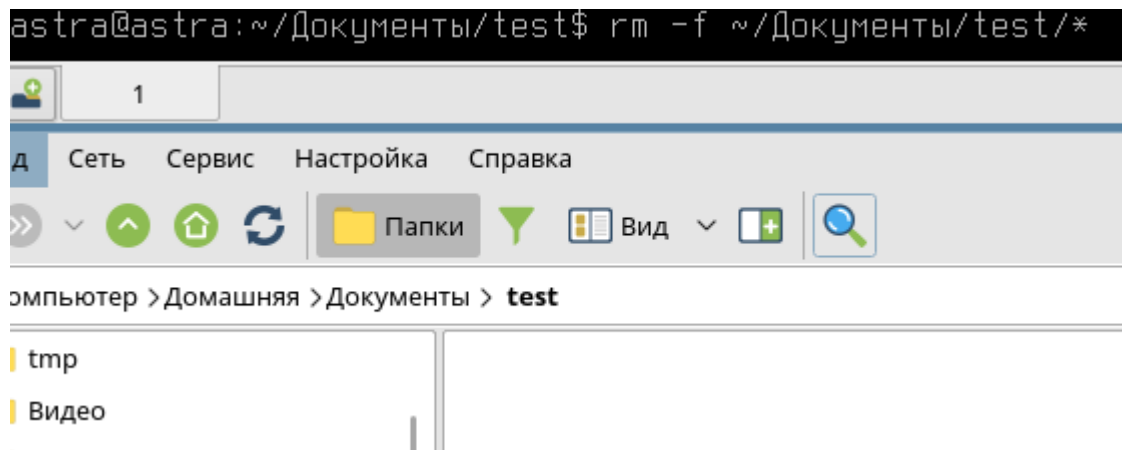 astra@astra:~/Документы/test$ rm -f ~/Документы/test/*
1
д Сеть Сервис Настройка Справка
Папки Вид
омпьютер >Домашняя >Документы > test
tmp
Видео